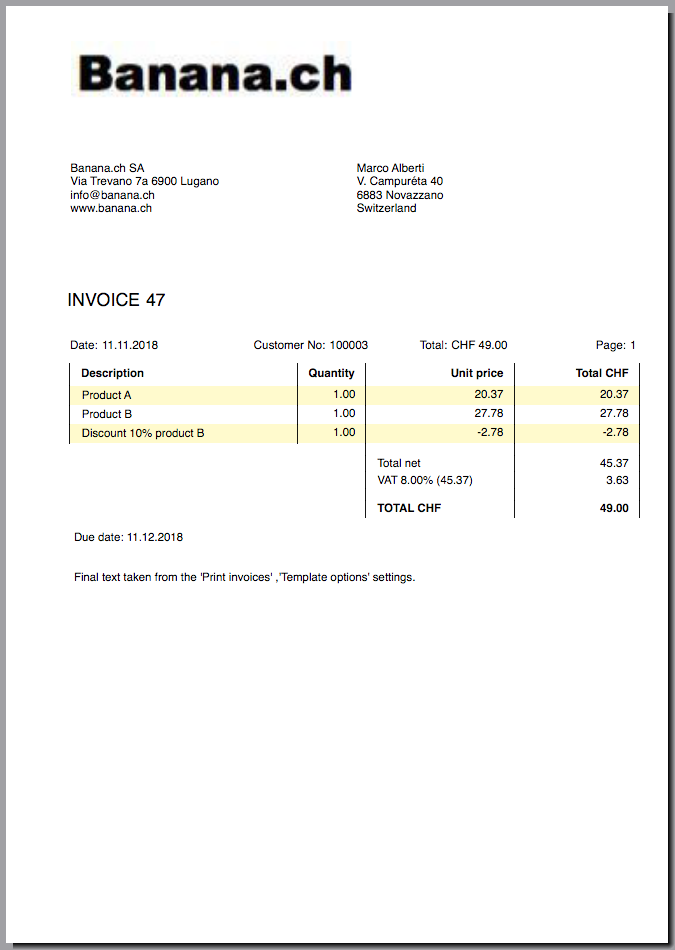 Banana.ch
Banana.ch SA
Via Trevano 7a 6900 Lugano
info@banana.ch
www.banana.ch
Marco Alberti
V. Campuréta 40
6883 Novazzano
Switzerland
INVOICE 47
Date: 11.11.2018 Customer No: 100003 Total: CHF 49.00 Page: 1
Description Quantity Unit price Total CHF
Product A 1.00 20.37 20.37
Product B 1.00 27.78 27.78
Discount 10% product B 1.00 -2.78 -2.78
Total net 45.37
VAT 8.00% (45.37) 3.63
TOTAL CHF 49.00
Due date: 11.12.2018
Final text taken from the 'Print invoices' ,'Template options' settings.